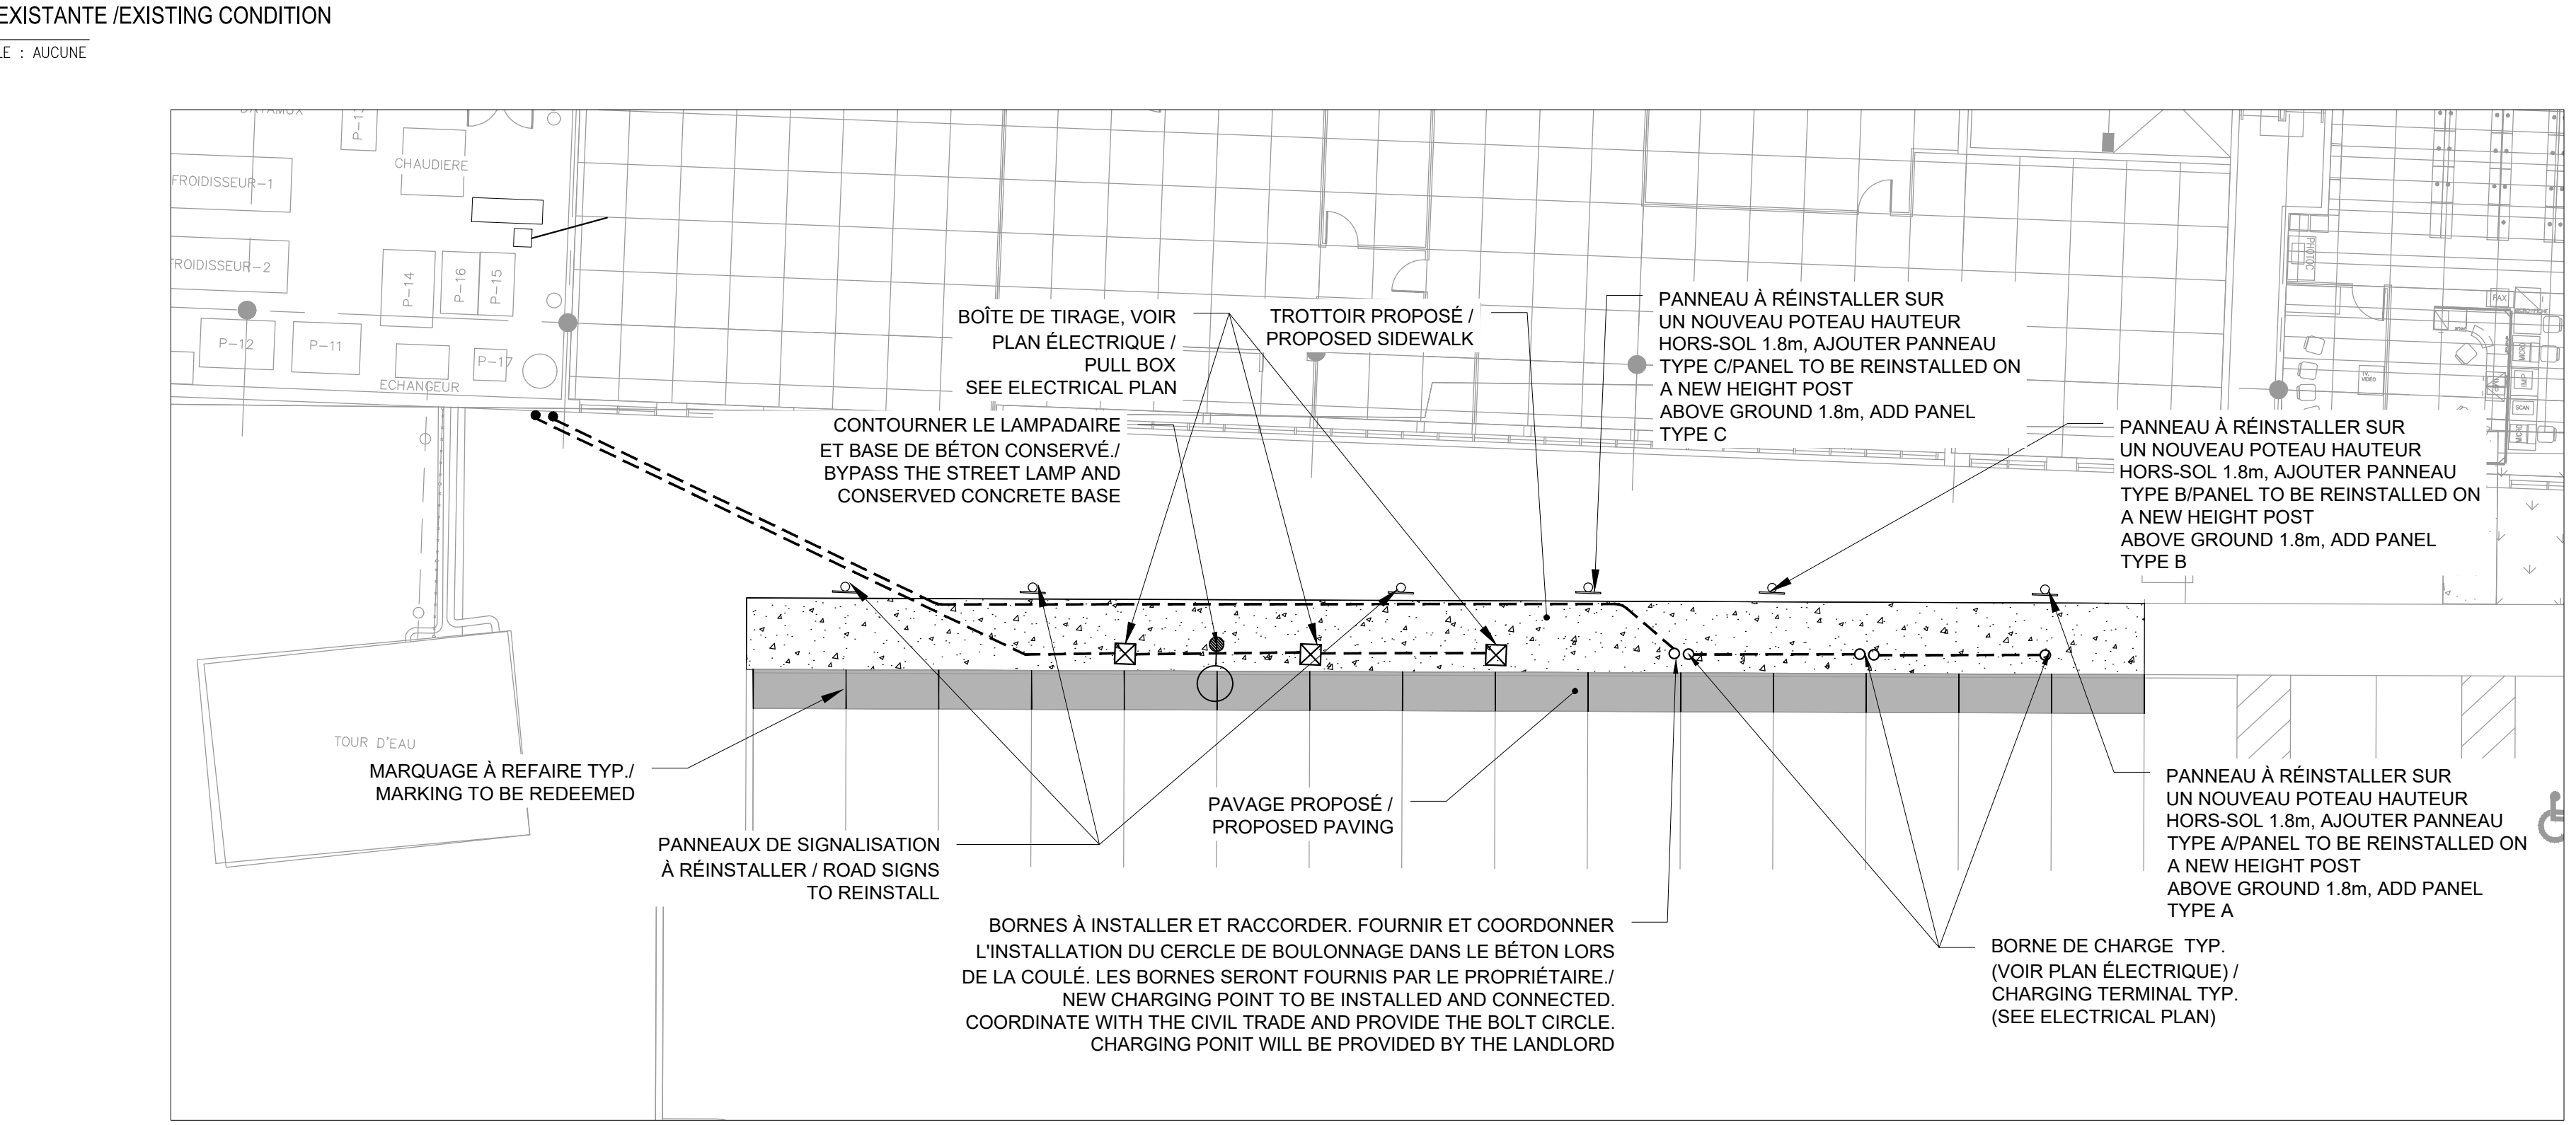 EXISTANTE /EXISTING CONDITION
LE : AUCUNE
CHAUDIERE
FROIDISSEUR-1
FROIDISSEUR-2
P-14
P-16
P-15
P-12
P-11
P-17
ECHANGEUR
PHOTOC
FAX
TV.
VIDEO
IMP
SCAN
BOÎTE DE TIRAGE, VOIR
PLAN ÉLECTRIQUE /
PULL BOX
SEE ELECTRICAL PLAN
TROTTOIR PROPOSÉ /
PROPOSED SIDEWALK
PANNEAU À RÉINSTALLER SUR
UN NOUVEAU POTEAU HAUTEUR
HORS-SOL 1.8m, AJOUTER PANNEAU
TYPE C/PANEL TO BE REINSTALLED ON
A NEW HEIGHT POST
ABOVE GROUND 1.8m, ADD PANEL
TYPE C
CONTOURNER LE LAMPADAIRE
ET BASE DE BÉTON CONSERVÉ./
BYPASS THE STREET LAMP AND
CONSERVED CONCRETE BASE
PANNEAU À RÉINSTALLER SUR
UN NOUVEAU POTEAU HAUTEUR
HORS-SOL 1.8m, AJOUTER PANNEAU
TYPE B/PANEL TO BE REINSTALLED ON
A NEW HEIGHT POST
ABOVE GROUND 1.8m, ADD PANEL
TYPE B
TOUR D'EAU
MARQUAGE À REFAIRE TYP./
MARKING TO BE REDEEMED
PANNEAUX DE SIGNALISATION
À RÉINSTALLER / ROAD SIGNS
TO REINSTALL
PAVAGE PROPOSÉ /
PROPOSED PAVING
PANNEAU À RÉINSTALLER SUR
UN NOUVEAU POTEAU HAUTEUR
HORS-SOL 1.8m, AJOUTER PANNEAU
TYPE A/PANEL TO BE REINSTALLED ON
A NEW HEIGHT POST
ABOVE GROUND 1.8m, ADD PANEL
TYPE A
BORNES À INSTALLER ET RACCORDER. FOURNIR ET COORDONNER
L'INSTALLATION DU CERCLE DE BOULONNAGE DANS LE BÉTON LORS
DE LA COULÉ. LES BORNES SERONT FOURNIS PAR LE PROPRIÉTAIRE./
NEW CHARGING POINT TO BE INSTALLED AND CONNECTED.
COORDINATE WITH THE CIVIL TRADE AND PROVIDE THE BOLT CIRCLE.
CHARGING PONIT WILL BE PROVIDED BY THE LANDLORD
BORNE DE CHARGE TYP.
(VOIR PLAN ÉLECTRIQUE) /
CHARGING TERMINAL TYP.
(SEE ELECTRICAL PLAN)